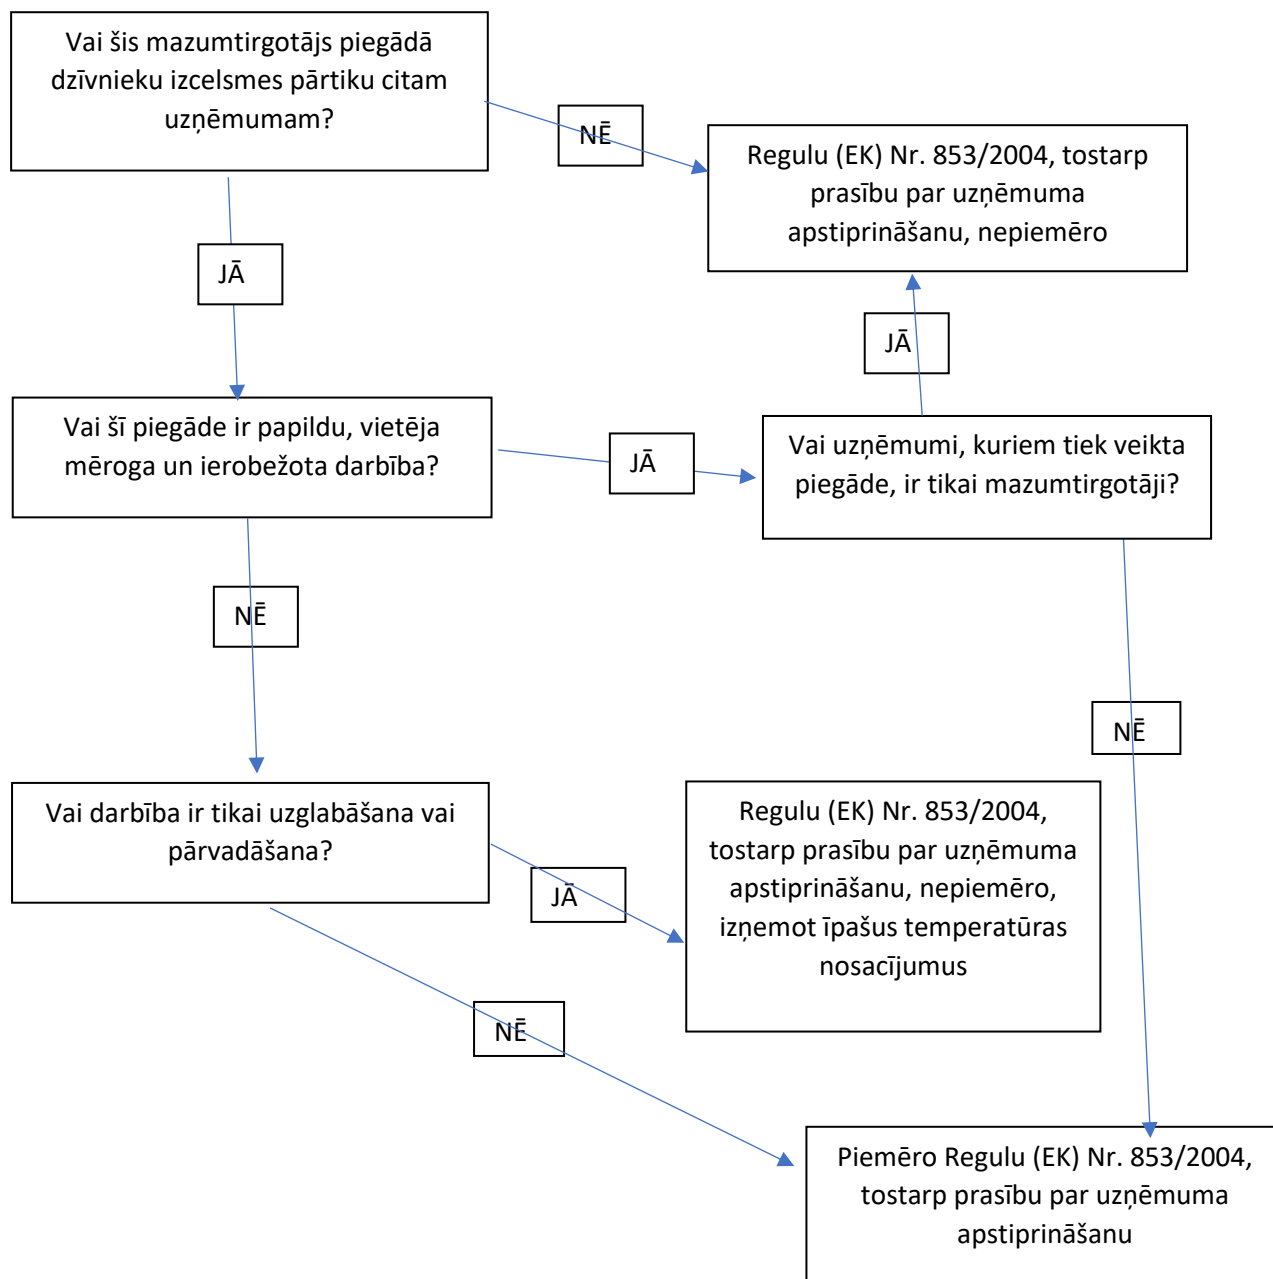 Vai šis mazumtirgotājs piegādā
dzīvnieku izcelsmes pārtiku citam
uzņēmumam?
NĒ
Regulu (EK) Nr. 853/2004, tostarp
prasību par uzņēmuma
apstiprināšanu, nepiemēro
JĀ
JĀ
Vai šī piegāde ir papildu, vietēja
mēroga un ierobežota darbība?
JĀ
Vai uzņēmumi, kuriem tiek veikta
piegāde, ir tikai mazumtirgotāji?
NĒ
NĒ
Vai darbība ir tikai uzglabāšana vai
pārvadāšana?
JĀ
Regulu (EK) Nr. 853/2004,
tostarp prasību par uzņēmuma
apstiprināšanu, nepiemēro,
izņemot īpašus temperatūras
nosacījumus
NĒ
Piemēro Regulu (EK) Nr. 853/2004,
tostarp prasību par uzņēmuma
apstiprināšanu